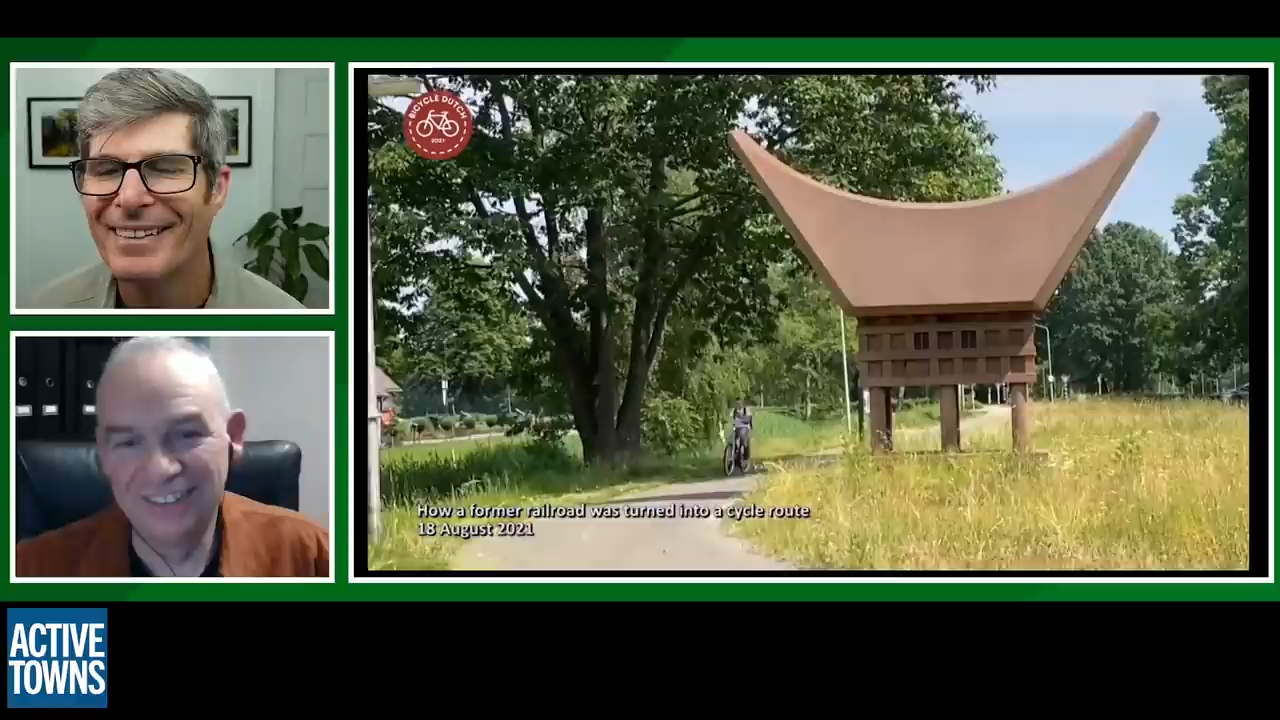 BICYCLE DUTCH
2021
How a former railroad was turned into a cycle route
18 August 2021
ACTIVE
TOWNS